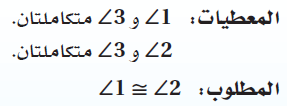 المعطيات: ∠1 و ∠3 متكاملتان.
∠2 و ∠3 متكاملتان.
المطلوب: ∠1 ≅ ∠2